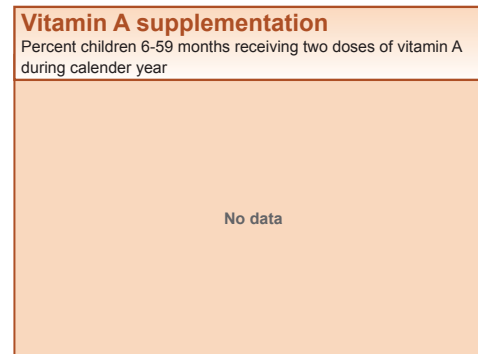 Vitamin A supplementation
Percent children 6-59 months receiving two doses of vitamin A
during calender year
No data